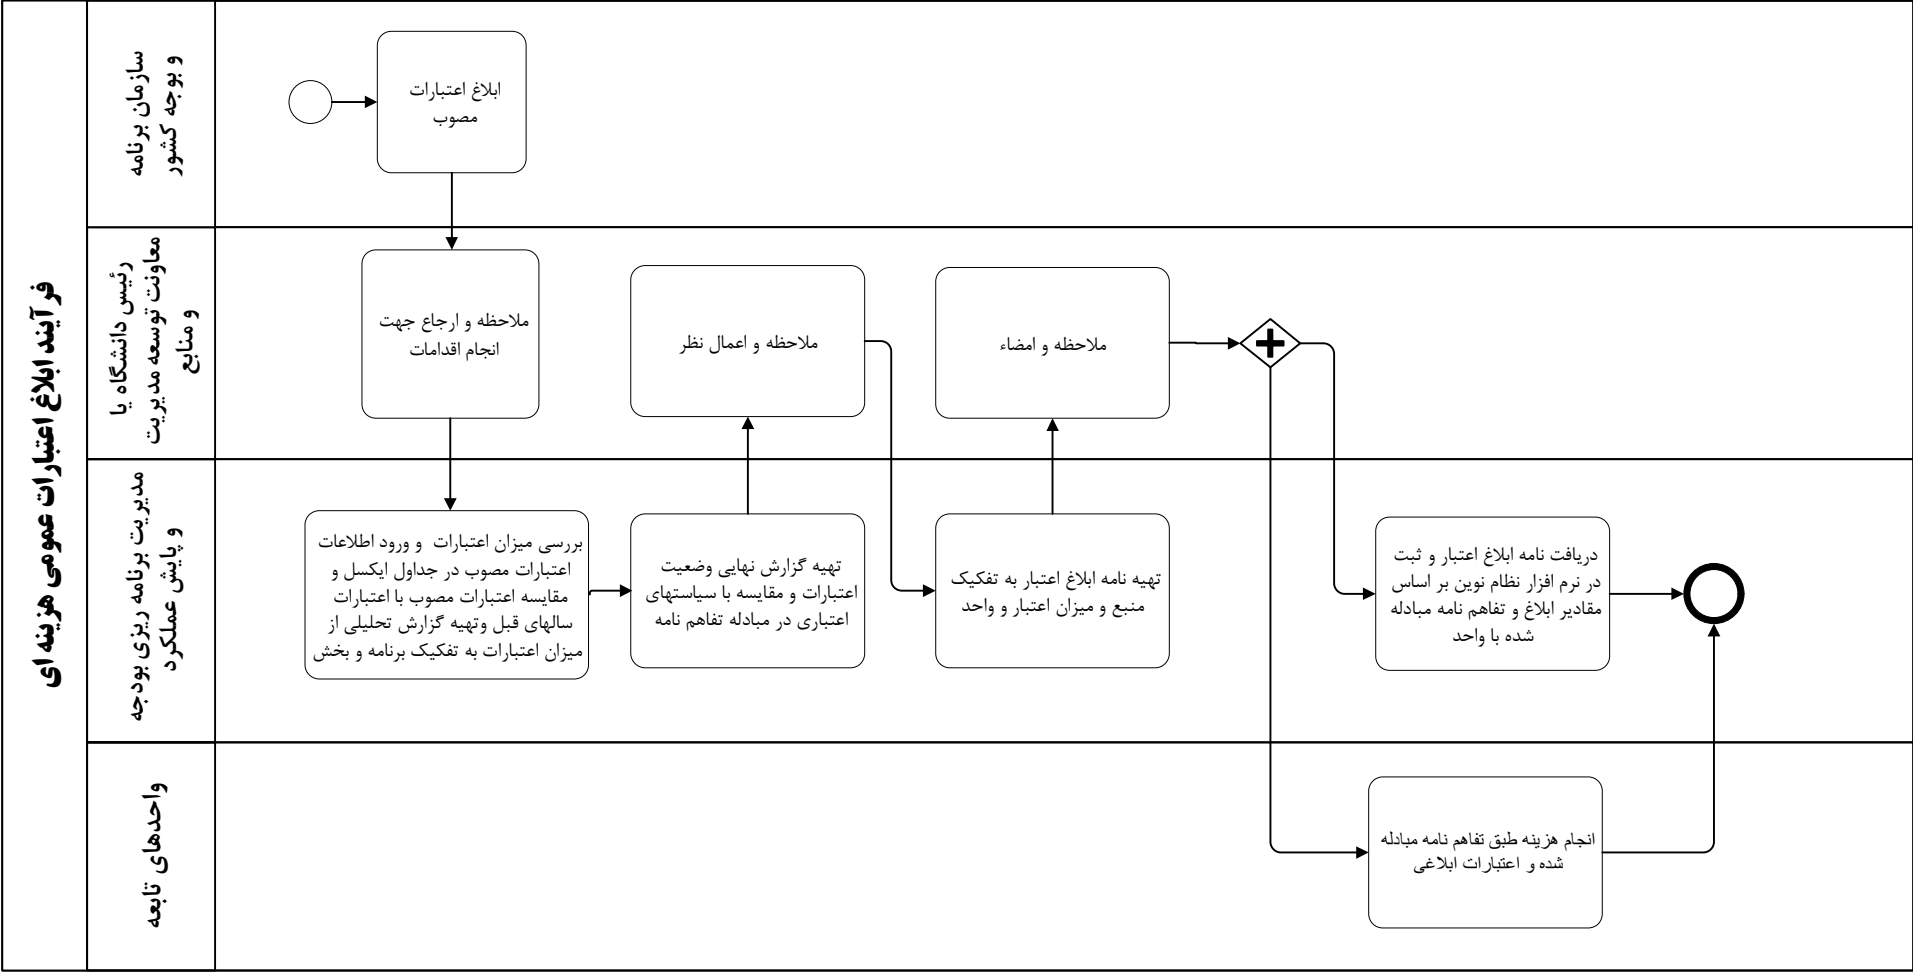 فرآیند ابلاغ اعتبارات عمومی هزینه ای
سازمان برنامه
و بوجه کشور
ابلاغ اعتبارات
مصوب
رئیس دانشگاه یا
معاونت توسعه مدیریت
و منابع
ملاحظه و ارجاع جهت
انجام اقدامات
ملاحظه و اعمال نظر
ملاحظه و امضاء
مدیریت برنامه ریزی بودجه
و پایش عملکرد
بررسی میزان اعتبارات و ورود اطلاعات
اعتبارات مصوب در جداول ایکسل و
مقایسه اعتبارات مصوب با اعتبارات
سالهای قبل وتهیه گزارش تحلیلی از
میزان اعتبارات به تفکیک برنامه و بخش
تهیه گزارش نهایی وضعیت
اعتبارات و مقایسه با سیاستهای
اعتباری در مبادله تفاهم نامه
تهیه نامه ابلاغ اعتبار به تفکیک
منبع و میزان اعتبار و واحد
دریافت نامه ابلاغ اعتبار و ثبت
در نرم افزار نظام نوین بر اساس
مقادیر ابلاغ و تفاهم نامه مبادله
شده با واحد
واحدهای تابعه
انجام هزینه طبق تفاهم نامه مبادله
شده و اعتبارات ابلاغی